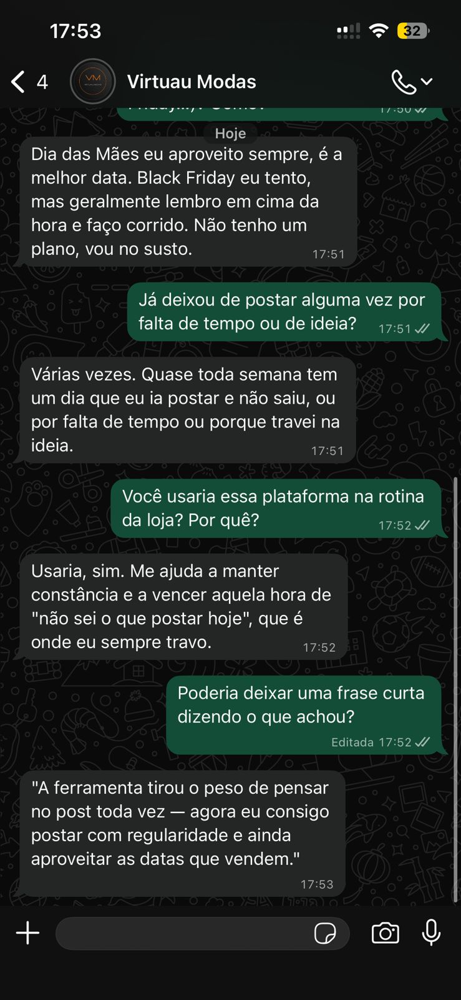 17:53
32
4
VM
Virtuau Modas
17:50
Hoje
Dia das Mães eu aproveito sempre, é a
melhor data. Black Friday eu tento,
mas geralmente lembro em cima da
hora e faço corrido. Não tenho um
plano, vou no susto.
17:51
Já deixou de postar alguma vez por
falta de tempo ou de ideia?
17:51
Várias vezes. Quase toda semana tem
um dia que eu ia postar e não saiu, ou
por falta de tempo ou porque travei na
ideia.
17:51
Você usaria essa plataforma na rotina
da loja? Por quê?
17:52
Usaria, sim. Me ajuda a manter
constância e a vencer aquela hora de
"não sei o que postar hoje", que é
onde eu sempre travo.
17:52
Poderia deixar uma frase curta
dizendo o que achou?
Editada 17:52
"A ferramenta tirou o peso de pensar
no post toda vez — agora eu consigo
postar com regularidade e ainda
aproveitar as datas que vendem."
17:53